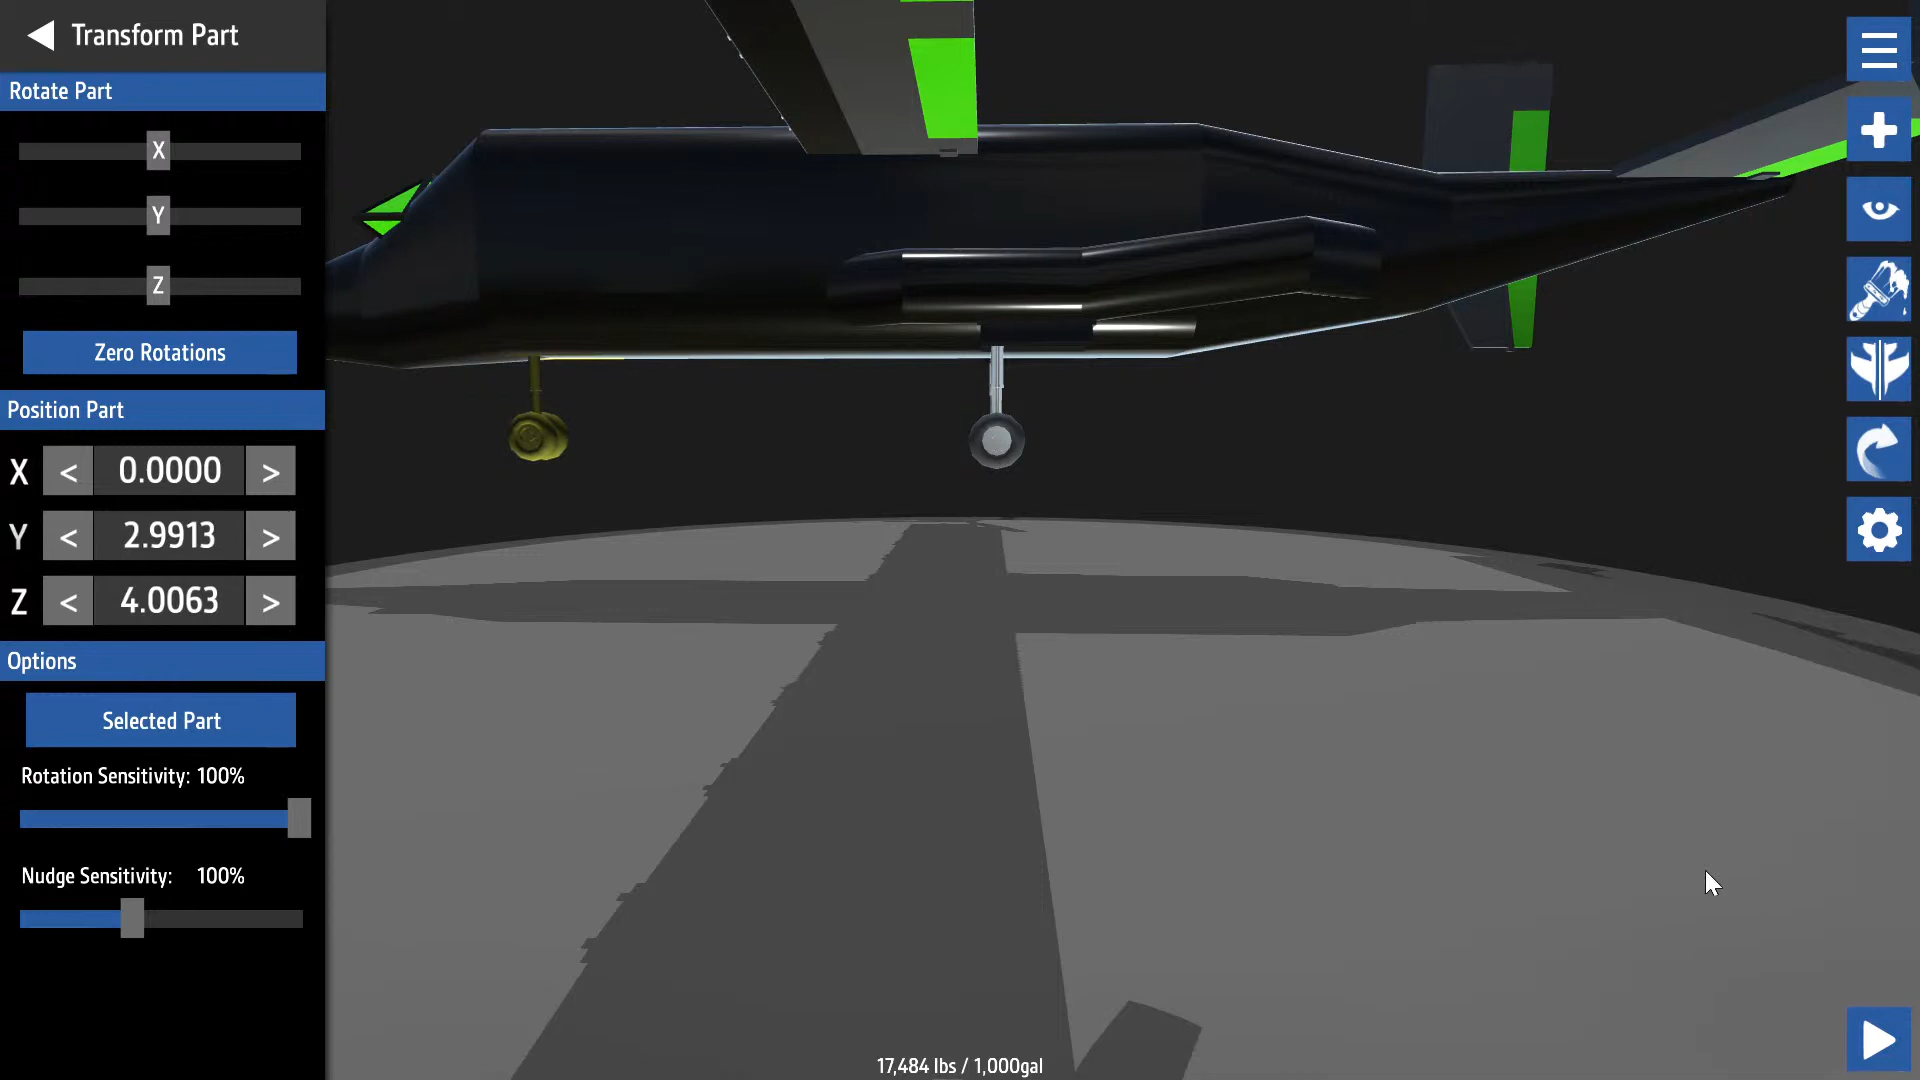 Transform Part
Rotate Part
X
Y
Z
Zero Rotations
Position Part
X < 0.0000 >
Y < 2.9913 >
Z < 4.0063 >
Options
Selected Part
Rotation Sensitivity: 100%
Nudge Sensitivity: 100%
17,484 lbs / 1,000gal